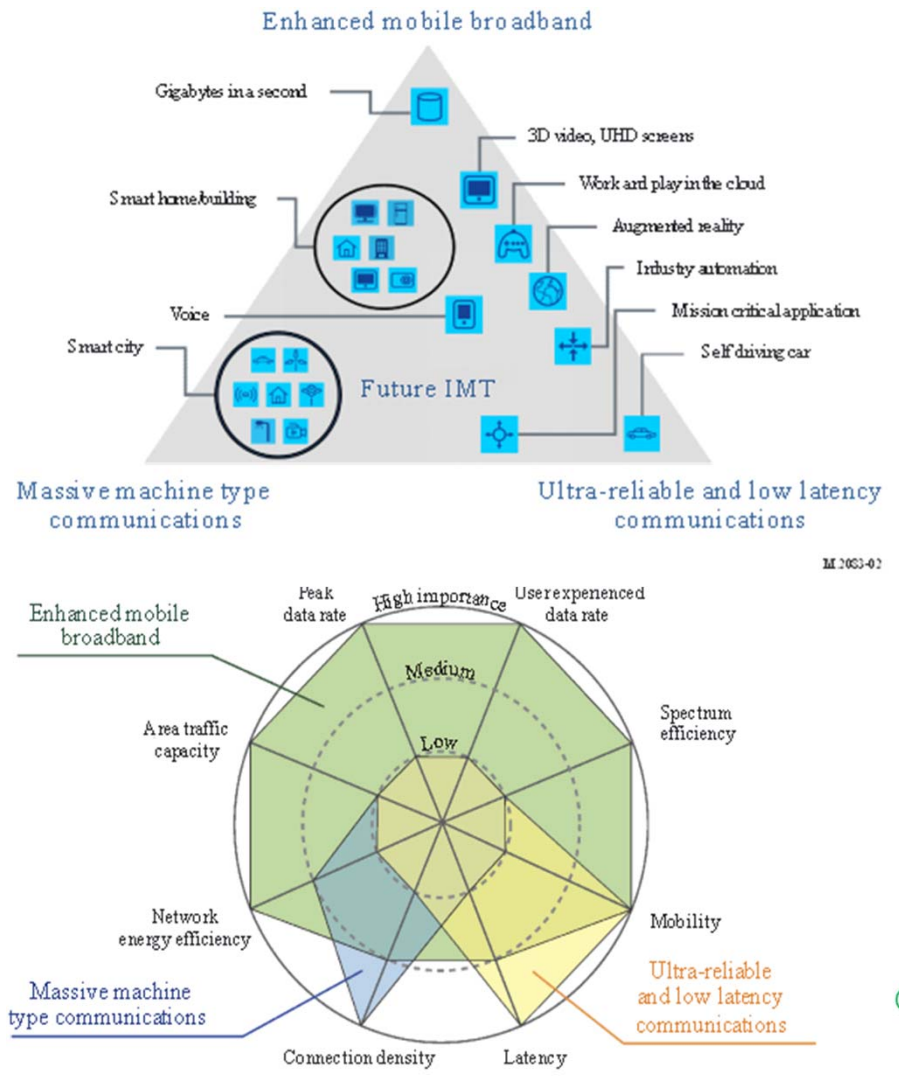 Enhanced mobile broadband
Gigabytes in a second
3D video, UHD screens
Smart home/building
Work and play in the cloud
Augmented reality
Industry automation
Voice
Mission critical application
Smart city
Self driving car
Future IMT
Massive machine type
communications
Ultra-reliable and low latency
communications
M.2083-02
Enhanced mobile
broadband
Peak
data rate
High importance
User experienced
data rate
Medium
Area traffic
capacity
Low
Spectrum
efficiency
Network
energy efficiency
Mobility
Massive machine
type communications
Ultra-reliable
and low latency
communications
Connection density
Latency